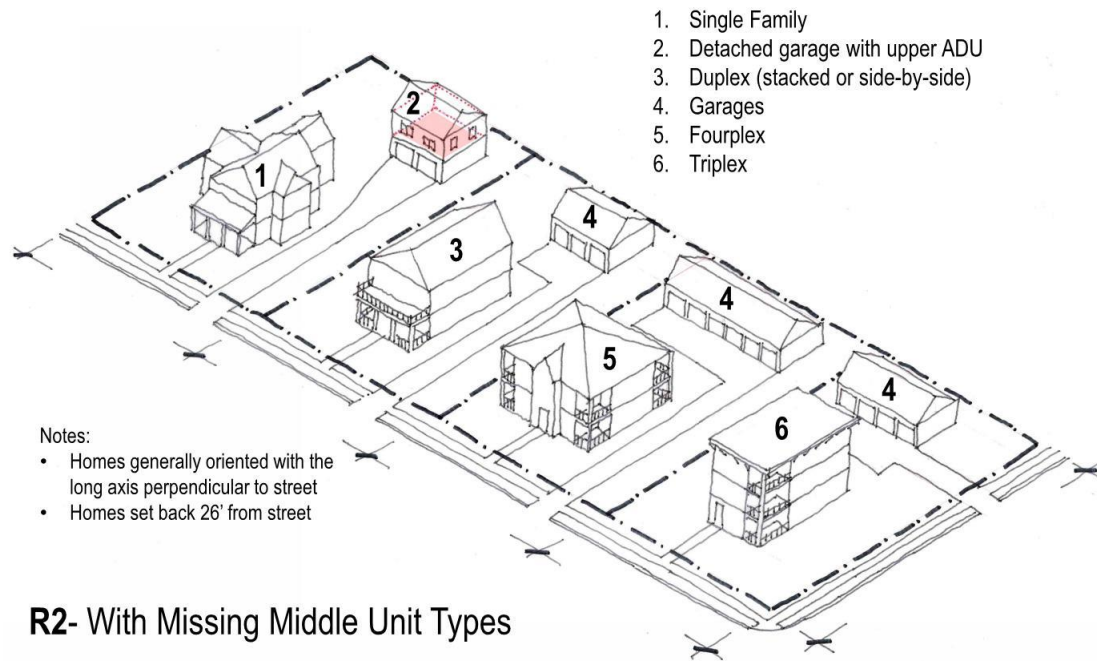 1. Single Family
2. Detached garage with upper ADU
3. Duplex (stacked or side-by-side)
4. Garages
5. Fourplex
6. Triplex
2
1
4
3
4
5
4
6
Notes:
• Homes generally oriented with the
long axis perpendicular to street
• Homes set back 26’ from street
R2- With Missing Middle Unit Types